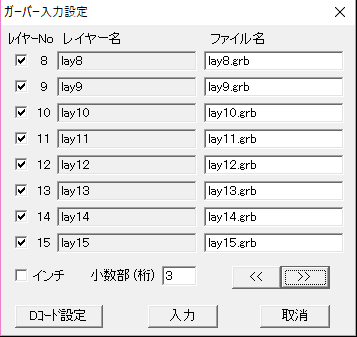 ガーバー入力設定
ﾚｲﾔｰNo レイヤー名 ファイル名
8 lay8 lay8.grb
9 lay9 lay9.grb
10 lay10 lay10.grb
11 lay11 lay11.grb
12 lay12 lay12.grb
13 lay13 lay13.grb
14 lay14 lay14.grb
15 lay15 lay15.grb
インチ 小数部(桁) 3 << >>
Dｺｰﾄﾞ設定 入力 取消